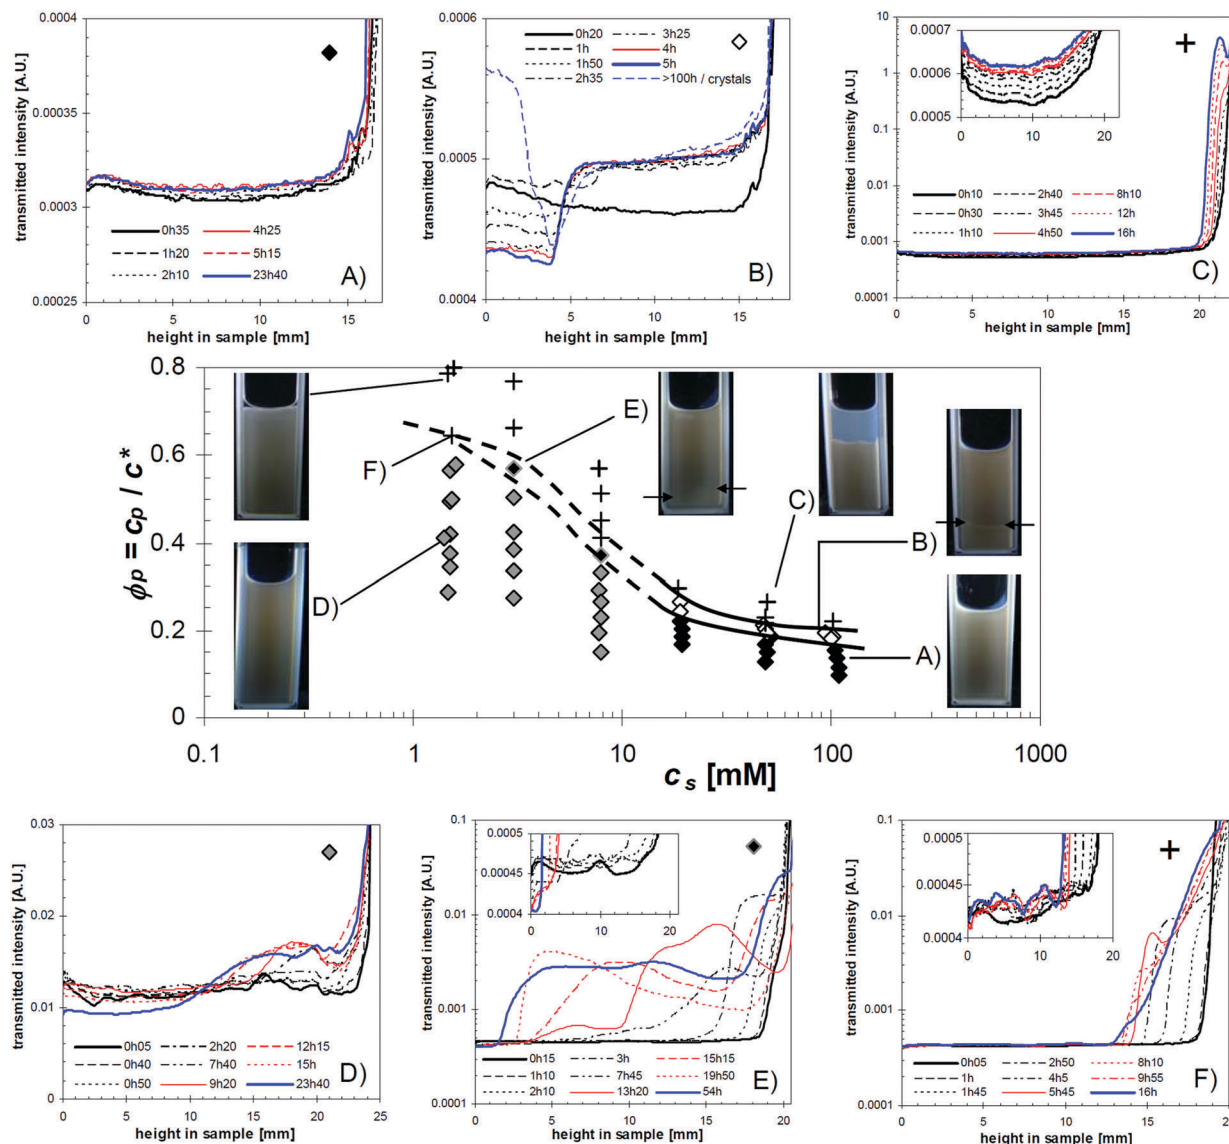 0.0004
0.00035
0.0003
0.00025
transmitted intensity [A.U.]
0h35 4h25
1h20 5h15
2h10 23h40
A)
0 5 10 15
height in sample [mm]
0.0006
0.0005
0.0004
transmitted intensity [A.U.]
0h20 3h25
1h 4h
1h50 5h
2h35 >100h / crystals
B)
0 5 10 15
height in sample [mm]
10
1
0.1
0.01
0.001
0.0001
transmitted intensity [A.U.]
0.0007
0.0006
0.0005
0 10 20
0h10 2h40 8h10
0h30 3h45 12h
1h10 4h50 16h
C)
0 5 10 15 20
height in sample [mm]
0.8
0.6
0.4
0.2
0
ϕp = cp / c*
E)
F)
C)
B)
D)
A)
0.1 1 10 100 1000
cs [mM]
0.03
0.02
0.01
0
transmitted intensity [A.U.]
0h05 2h20 12h15
0h40 7h40 15h
0h50 9h20 23h40
D)
0 5 10 15 20 25
height in sample [mm]
0.1
0.01
0.001
0.0001
transmitted intensity [A.U.]
0.0005
0.00045
0.0004
0 10 20
0h15 3h 15h15
1h10 7h45 19h50
2h10 13h20 54h
E)
0 5 10 15 20
height in sample [mm]
1
0.1
0.01
0.001
0.0001
transmitted intensity [A.U.]
0.0005
0.00045
0.0004
0 10 20
0h05 2h50 8h10
1h 4h5 9h55
1h45 5h45 16h
F)
0 5 10 15 20
height in sample [mm]